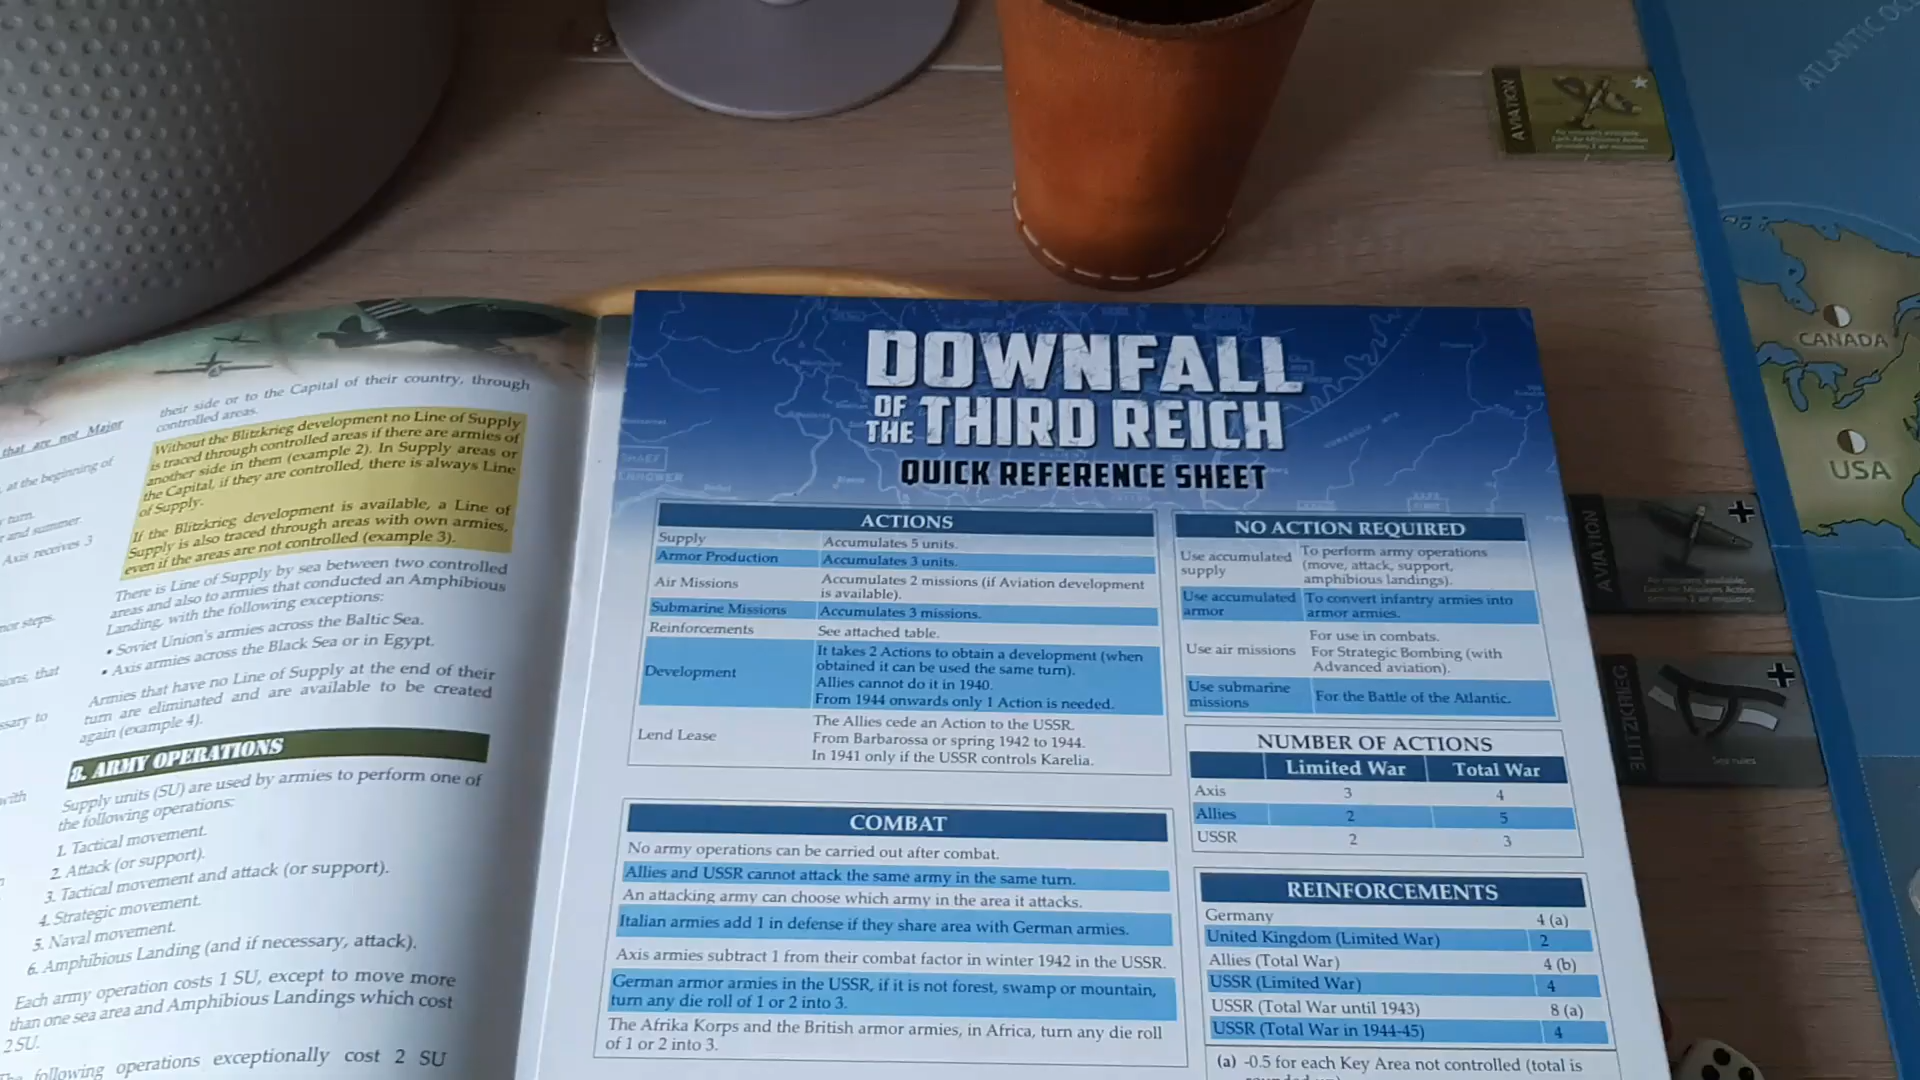 that are not Major
, at the beginning of
turn.
and summer.
Axis receives 3
nor steps.
ions, that
ssary to
with
their side or to the Capital of their country, through
controlled areas.
Without the Blitzkrieg development no Line of Supply
is traced through controlled areas if there are armies of
another side in them (example 2). In Supply areas or
the Capital, if they are controlled, there is always Line
of Supply.
If the Blitzkrieg development is available, a Line of
Supply is also traced through areas with own armies,
even if the areas are not controlled (example 3).
There is Line of Supply by sea between two controlled
areas and also to armies that conducted an Amphibious
Landing, with the following exceptions:
• Soviet Union's armies across the Baltic Sea.
• Axis armies across the Black Sea or in Egypt.
Armies that have no Line of Supply at the end of their
turn are eliminated and are available to be created
again (example 4).
8. ARMY OPERATIONS
Supply units (SU) are used by armies to perform one of
the following operations:
1. Tactical movement.
2. Attack (or support).
3. Tactical movement and attack (or support).
4. Strategic movement.
5. Naval movement.
6. Amphibious Landing (and if necessary, attack).
Each army operation costs 1 SU, except to move more
than one sea area and Amphibious Landings which cost
2 SU.
following operations exceptionally cost 2 SU
DOWNFALL
OF THE THIRD REICH
QUICK REFERENCE SHEET
ACTIONS
Supply Accumulates 5 units.
Armor Production Accumulates 3 units.
Air Missions Accumulates 2 missions (if Aviation development
is available).
Submarine Missions Accumulates 3 missions.
Reinforcements See attached table.
Development It takes 2 Actions to obtain a development (when
obtained it can be used the same turn).
Allies cannot do it in 1940.
From 1944 onwards only 1 Action is needed.
Lend Lease The Allies cede an Action to the USSR.
From Barbarossa or spring 1942 to 1944.
In 1941 only if the USSR controls Karelia.
COMBAT
No army operations can be carried out after combat.
Allies and USSR cannot attack the same army in the same turn.
An attacking army can choose which army in the area it attacks.
Italian armies add 1 in defense if they share area with German armies.
Axis armies subtract 1 from their combat factor in winter 1942 in the USSR.
German armor armies in the USSR, if it is not forest, swamp or mountain,
turn any die roll of 1 or 2 into 3.
The Afrika Korps and the British armor armies, in Africa, turn any die roll
of 1 or 2 into 3.
NO ACTION REQUIRED
Use accumulated supply To perform army operations
(move, attack, support,
amphibious landings).
Use accumulated armor To convert infantry armies into
armor armies.
Use air missions For use in combats.
For Strategic Bombing (with
Advanced aviation).
Use submarine missions For the Battle of the Atlantic.
NUMBER OF ACTIONS
Limited War Total War
Axis 3 4
Allies 2 5
USSR 2 3
REINFORCEMENTS
Germany 4 (a)
United Kingdom (Limited War) 2
Allies (Total War) 4 (b)
USSR (Limited War) 4
USSR (Total War until 1943) 8 (a)
USSR (Total War in 1944-45) 4
(a) -0.5 for each Key Area not controlled (total is
AVIATION
AVIATION
BLITZKRIEG
See rules
ATLANTIC OC
CANADA
USA